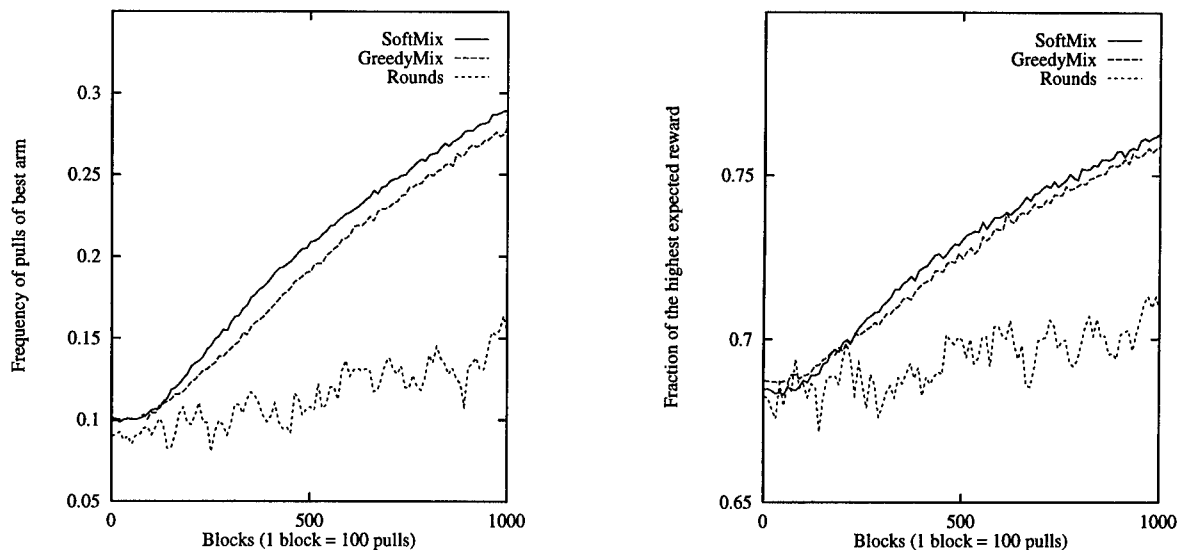 SoftMix
GreedyMix
Rounds
0.3
0.25
0.2
0.15
0.1
0.05
Frequency of pulls of best arm
0
500
1000
Blocks (1 block = 100 pulls)
SoftMix
GreedyMix
Rounds
0.75
0.7
0.65
Fraction of the highest expected reward
0
500
1000
Blocks (1 block = 100 pulls)